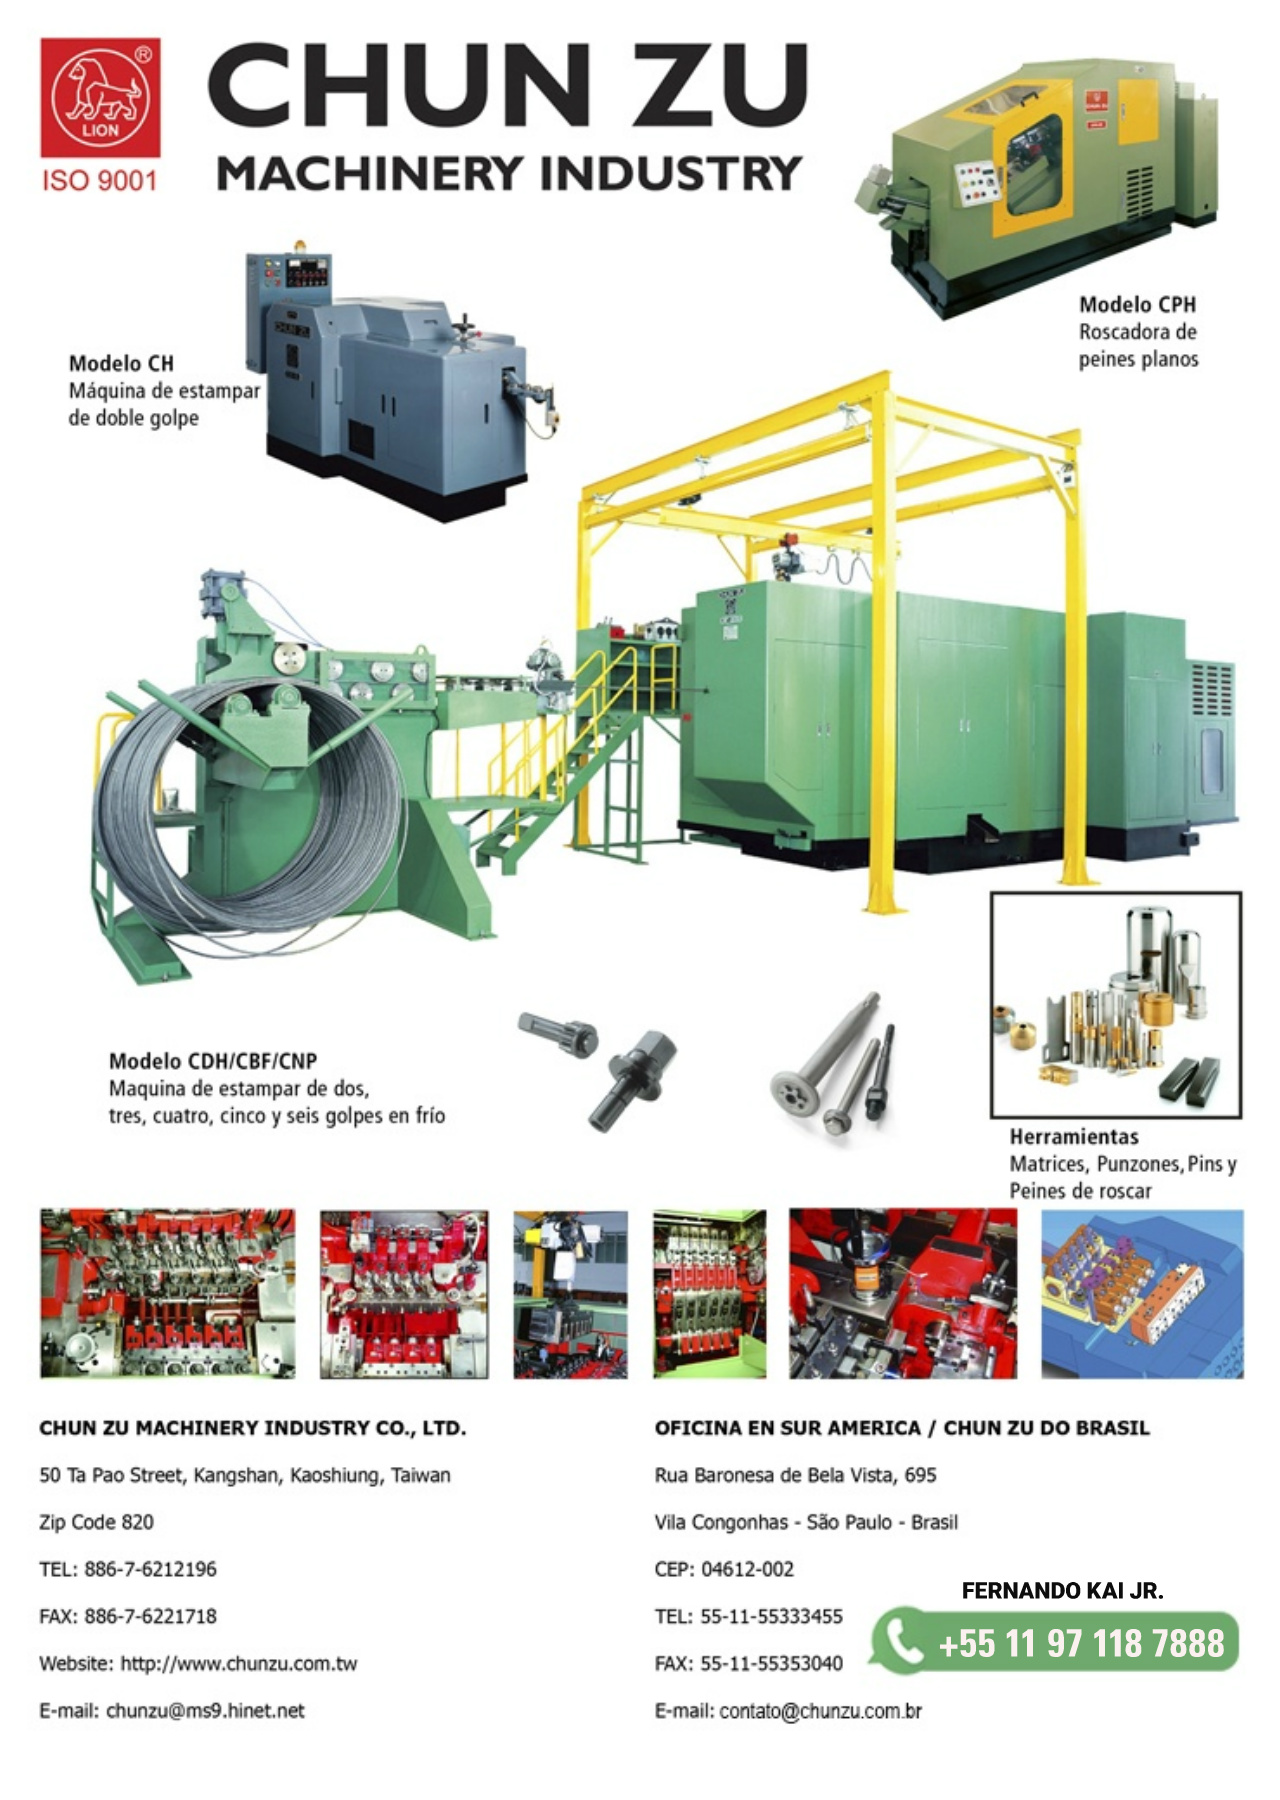 LION
®
ISO 9001
CHUN ZU
MACHINERY INDUSTRY
CHUN ZU
Modelo CPH
Roscadora de
peines planos
Modelo CH
Máquina de estampar
de doble golpe
CHUN ZU
CHUN ZU
Modelo CDH/CBF/CNP
Maquina de estampar de dos,
tres, cuatro, cinco y seis golpes en frío
Herramientas
Matrices, Punzones, Pins y
Peines de roscar
CHUN ZU MACHINERY INDUSTRY CO., LTD.
50 Ta Pao Street, Kangshan, Kaoshiung, Taiwan
Zip Code 820
TEL: 886-7-6212196
FAX: 886-7-6221718
Website: http://www.chunzu.com.tw
E-mail: chunzu@ms9.hinet.net
OFICINA EN SUR AMERICA / CHUN ZU DO BRASIL
Rua Baronesa de Bela Vista, 695
Vila Congonhas - São Paulo - Brasil
CEP: 04612-002
TEL: 55-11-55333455
FAX: 55-11-55353040
E-mail: contato@chunzu.com.br
FERNANDO KAI JR.
+55 11 97 118 7888